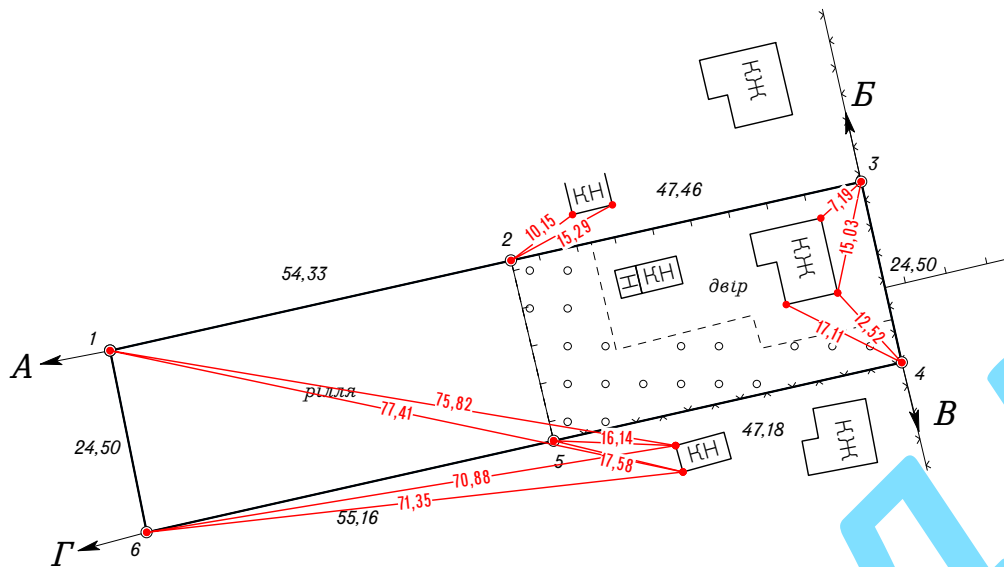 КЖ
Б
3
47,46
7,19
КН
10,15
15,29
15,03
2
54,33
КН
Н
КЖ
двір
24,50
12,52
17,11
1
А
рілля
75,82
77,41
4
24,50
16,14
47,18
В
КН
КЖ
5
17,58
70,88
71,35
55,16
6
Г